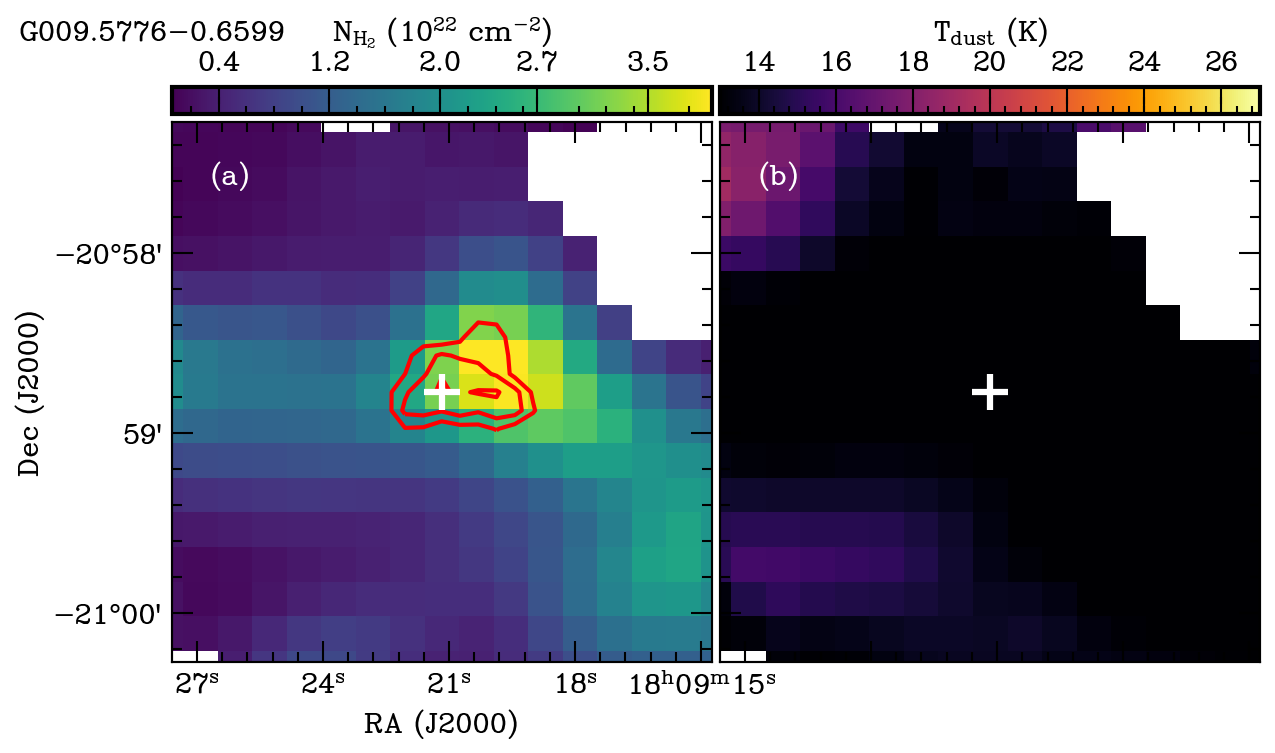 G009.5776−0.6599 N_H₂ (10²² cm⁻²) T_dust (K)
0.4 1.2 2.0 2.7 3.5 14 16 18 20 22 24 26
(a) (b)
−20°58'
59'
−21°00'
Dec (J2000)
27ˢ 24ˢ 21ˢ 18ˢ 18ʰ09ᵐ15ˢ
RA (J2000)